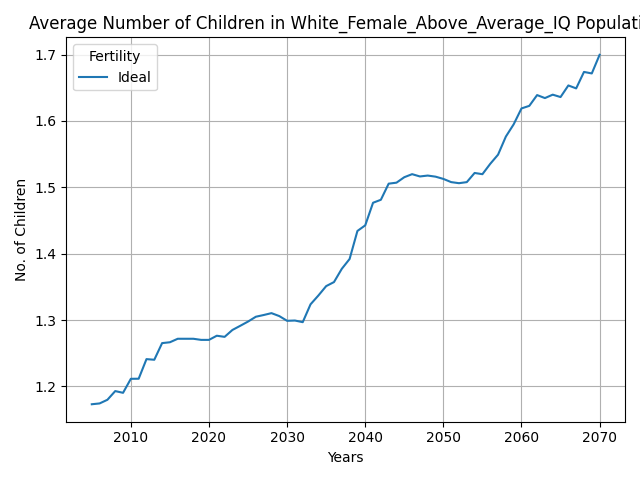 Average Number of Children in White_Female_Above_Average_IQ Populati
Fertility
Ideal
No. of Children
1.7
1.6
1.5
1.4
1.3
1.2
2010 2020 2030 2040 2050 2060 2070
Years